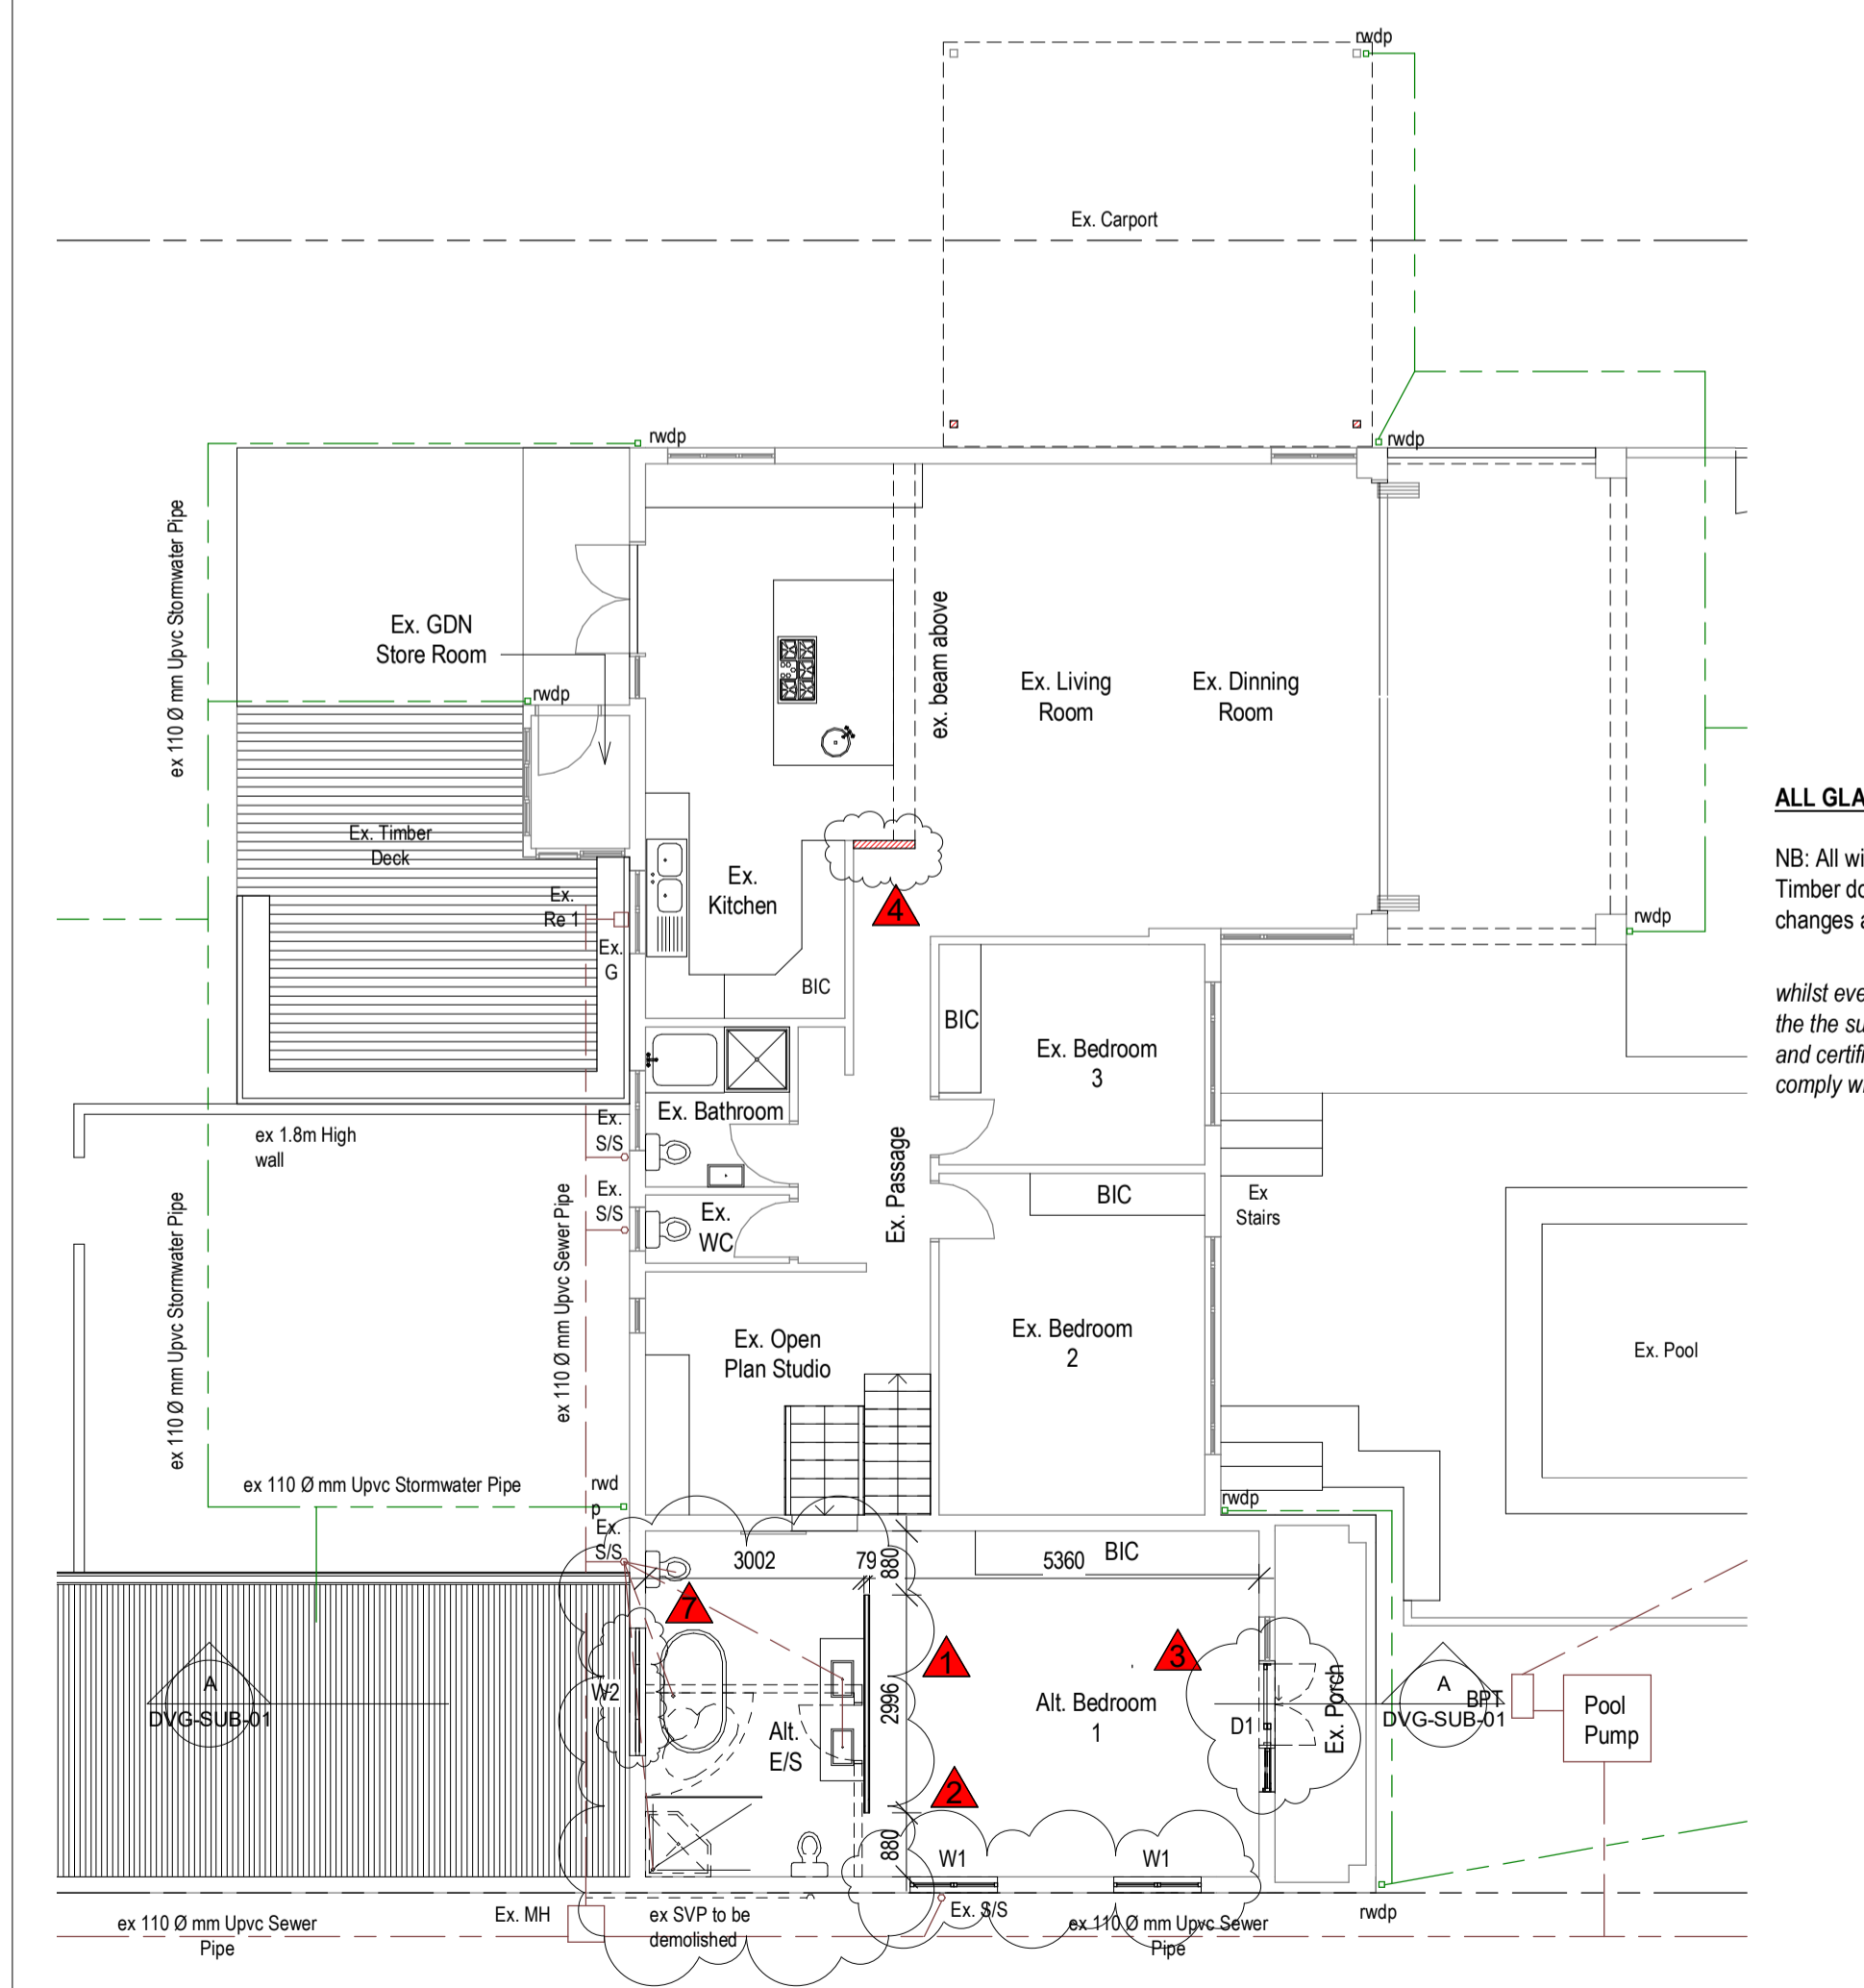 rwdp
Ex. Carport
rwdp
rwdp
ex 110 Ø mm Upvc Stormwater Pipe
Ex. GDN
Store Room
ex. beam above
Ex. Living
Room
Ex. Dinning
Room
rwdp
ALL GLA
Ex. Timber
Deck
NB: All wi
Timber do
changes a
Ex.
Kitchen
4
Ex.
Re 1
Ex.
G
rwdp
BIC
BIC
whilst eve
the the su
and certifi
comply wi
Ex. Bedroom
3
Ex. Bathroom
Ex.
S/S
ex 1.8m High
wall
Ex. Passage
Ex.
S/S
Ex.
WC
BIC
Ex
Stairs
ex 110 Ø mm Upvc Stormwater Pipe
ex 110 Ø mm Upvc Sewer Pipe
Ex. Open
Plan Studio
Ex. Bedroom
2
Ex. Pool
ex 110 Ø mm Upvc Stormwater Pipe
rwd
p
rwdp
Ex.
S/S
3002
79
880
5360
BIC
7
1
3
W2
A
DVG-SUB-01
2996
Alt.
E/S
Alt. Bedroom
1
D1
Ex. Porch
A
DVG-SUB-01
BPT
Pool
Pump
2
880
W1
W1
ex 110 Ø mm Upvc Sewer
Pipe
Ex. MH
ex SVP to be
demolished
Ex. S/S
ex 110 Ø mm Upvc Sewer
Pipe
rwdp